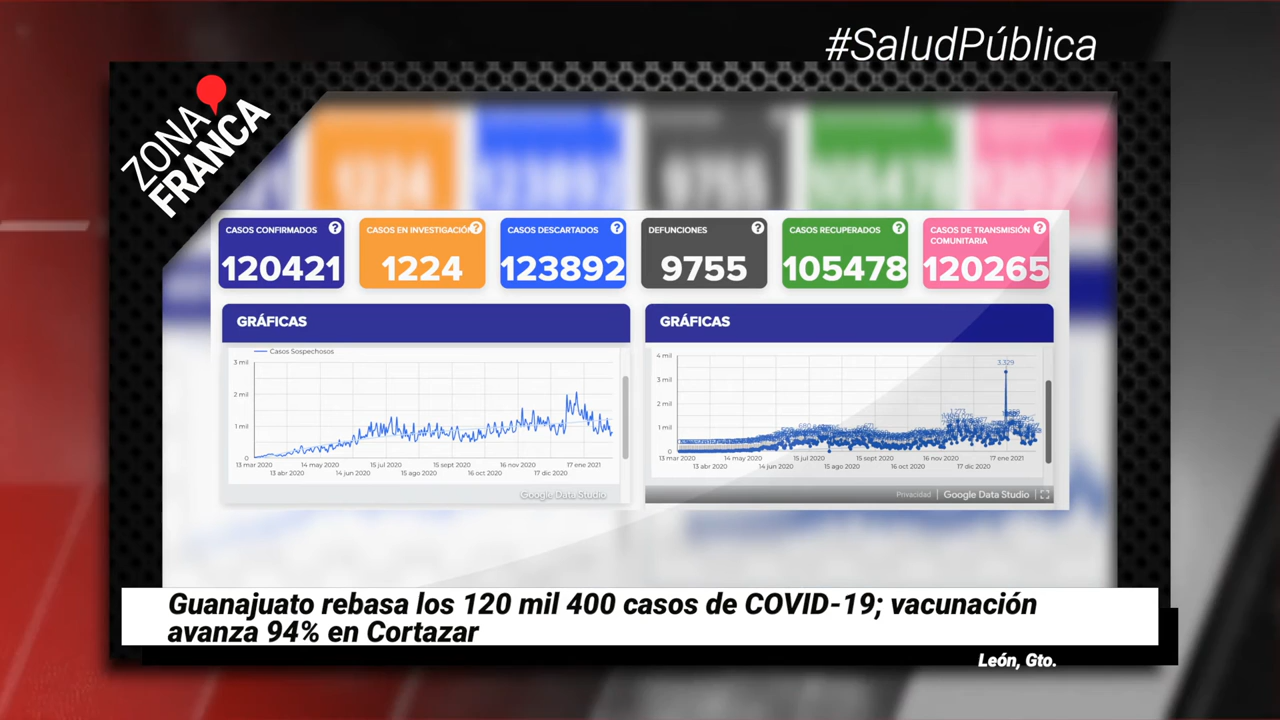 #SaludPública
ZONA
FRANCA
CASOS CONFIRMADOS ?
120421
CASOS EN INVESTIGACIÓN ?
1224
CASOS DESCARTADOS ?
123892
DEFUNCIONES ?
9755
CASOS RECUPERADOS ?
105478
CASOS DE TRANSMISIÓN ?
COMUNITARIA
120265
GRÁFICAS
Casos Sospechosos
3 mil
2 mil
1 mil
0
13 mar 2020 14 may 2020 15 jul 2020 15 sept 2020 16 nov 2020 17 ene 2021
13 abr 2020 14 jun 2020 15 ago 2020 16 oct 2020 17 dic 2020
Google Data Studio
GRÁFICAS
4 mil
3 mil
2 mil
1 mil
0
3.329
13 mar 2020 14 may 2020 15 jul 2020 15 sept 2020 16 nov 2020 17 ene 2021
13 abr 2020 14 jun 2020 15 ago 2020 16 oct 2020 17 dic 2020
Privacidad | Google Data Studio
Guanajuato rebasa los 120 mil 400 casos de COVID-19; vacunación
avanza 94% en Cortazar
León, Gto.